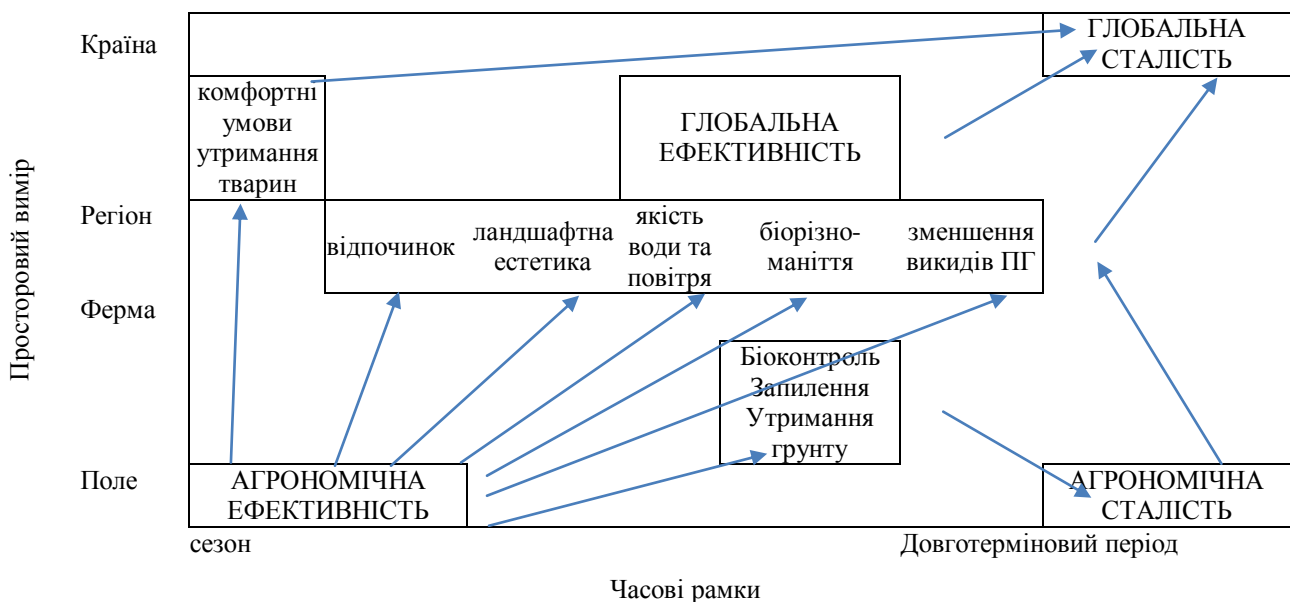 Країна
ГЛОБАЛЬНА
СТАЛІСТЬ
комфортні
умови
утримання
тварин
ГЛОБАЛЬНА
ЕФЕКТИВНІСТЬ
Просторовий вимір
Регіон
відпочинок
ландшафтна
естетика
якість
води та
повітря
біорізно-
маніття
зменшення
викидів ПГ
Ферма
Біоконтроль
Запилення
Утримання
грунту
Поле
АГРОНОМІЧНА
ЕФЕКТИВНІСТЬ
АГРОНОМІЧНА
СТАЛІСТЬ
сезон
Довготерміновий період
Часові рамки